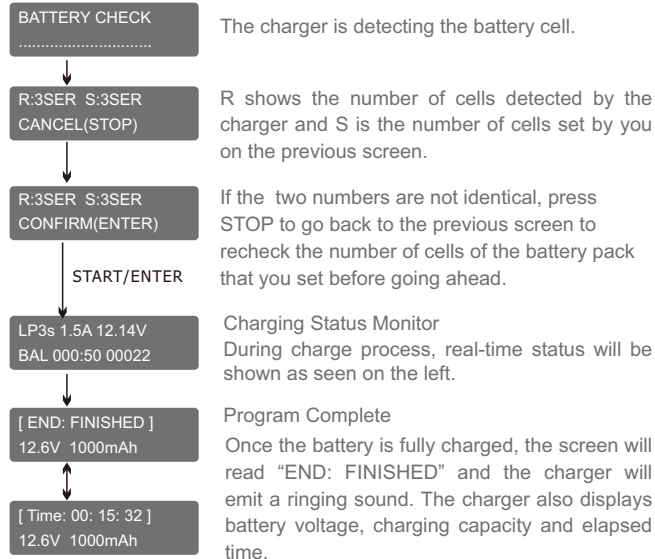 BATTERY CHECK
..............................
The charger is detecting the battery cell.
R:3SER S:3SER
CANCEL(STOP)
R shows the number of cells detected by the
charger and S is the number of cells set by you
on the previous screen.
R:3SER S:3SER
CONFIRM(ENTER)
If the two numbers are not identical, press
STOP to go back to the previous screen to
recheck the number of cells of the battery pack
that you set before going ahead.
START/ENTER
LP3s 1.5A 12.14V
BAL 000:50 00022
Charging Status Monitor
During charge process, real-time status will be
shown as seen on the left.
[ END: FINISHED ]
12.6V 1000mAh
Program Complete
Once the battery is fully charged, the screen will
read “END: FINISHED” and the charger will
emit a ringing sound. The charger also displays
battery voltage, charging capacity and elapsed
time.
[ Time: 00: 15: 32 ]
12.6V 1000mAh